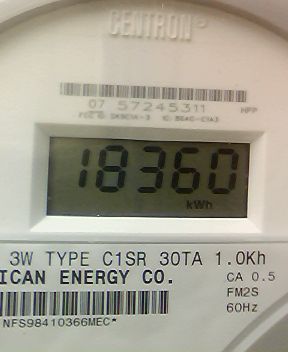 CENTRON®
07 57245311 HPP
18360
kWh
3W TYPE C1SR 30TA 1.0Kh
ICAN ENERGY CO.
CA 0.5
FM2S
60Hz
NFS98410366MEC*